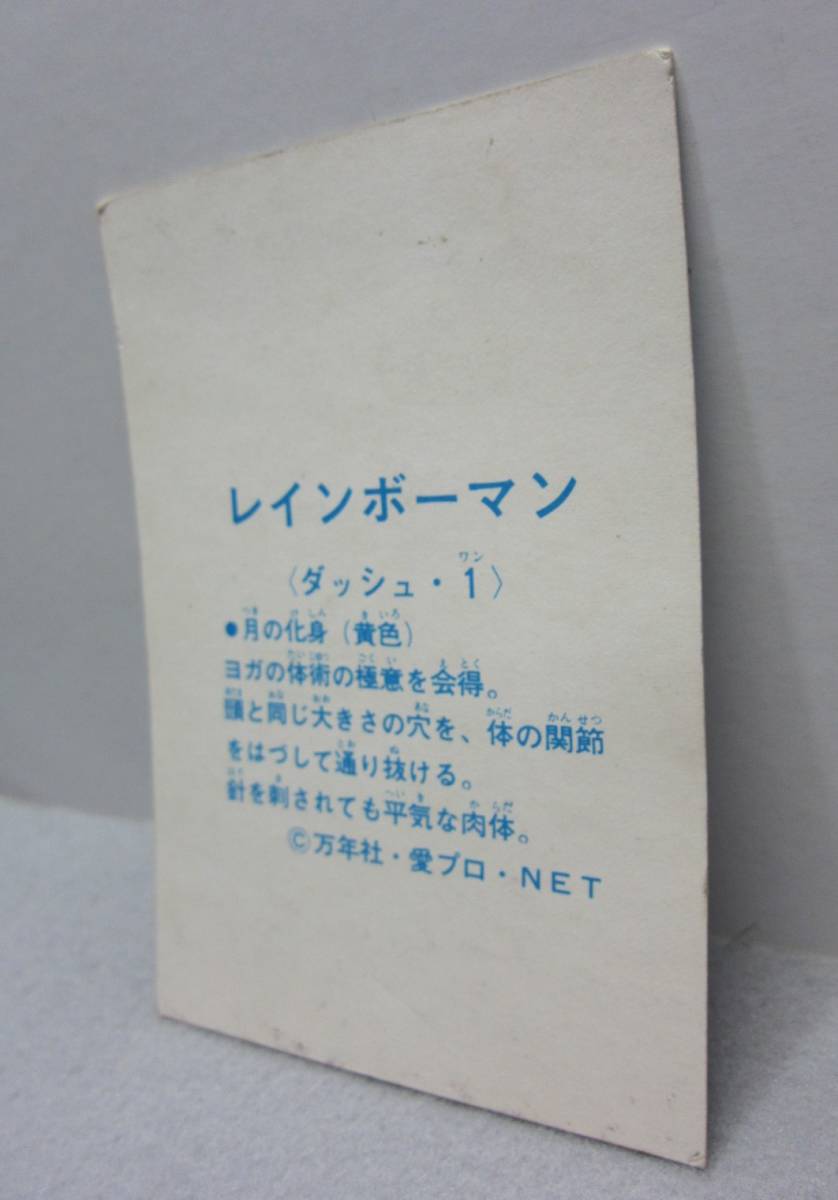 レインボーマン
〈ダッシュ・1〉
●月の化身(黄色)
ヨガの体術の極意を会得。
頭と同じ大きさの穴を、体の関節
をはづして通り抜ける。
針を刺されても平気な肉体。
©万年社・愛プロ・NET